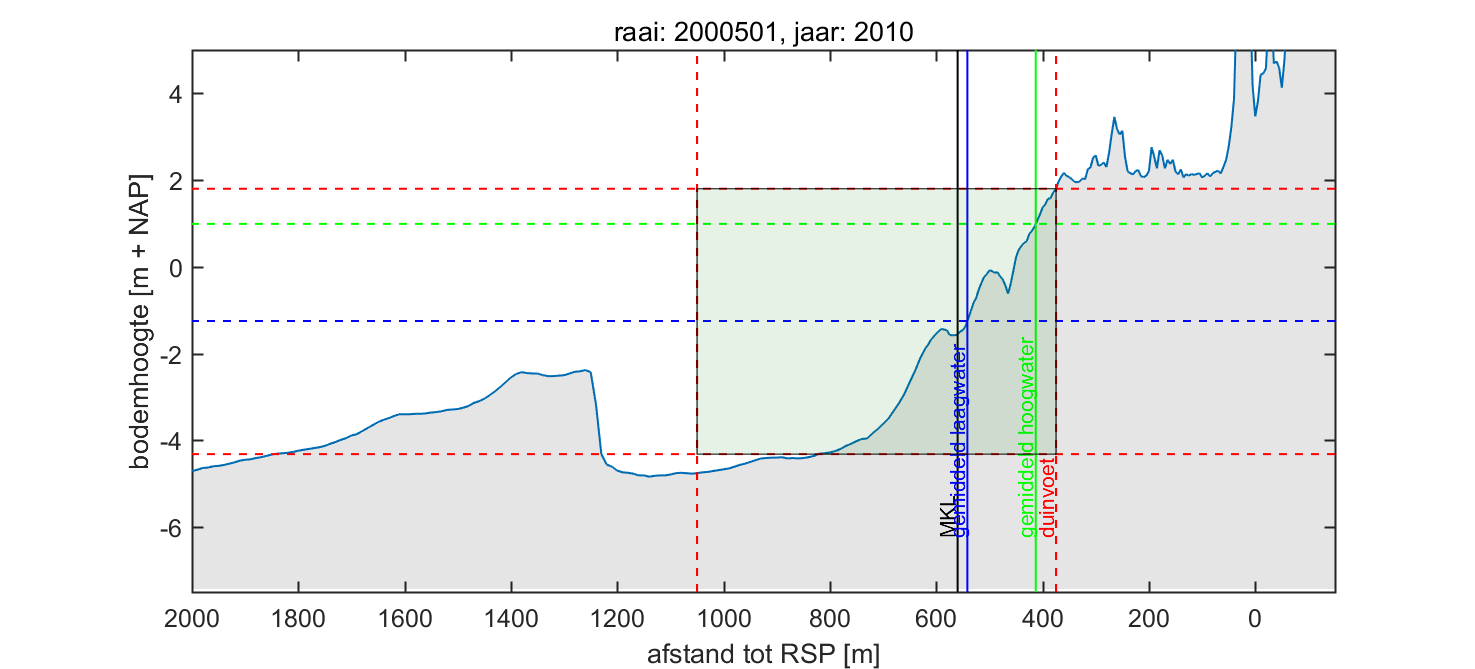 raai: 2000501, jaar: 2010
bodemhoogte [m + NAP]
4
2
0
-2
-4
-6
MKL
gemiddeld laagwater
gemiddeld hoogwater
duinvoet
2000 1800 1600 1400 1200 1000 800 600 400 200 0
afstand tot RSP [m]